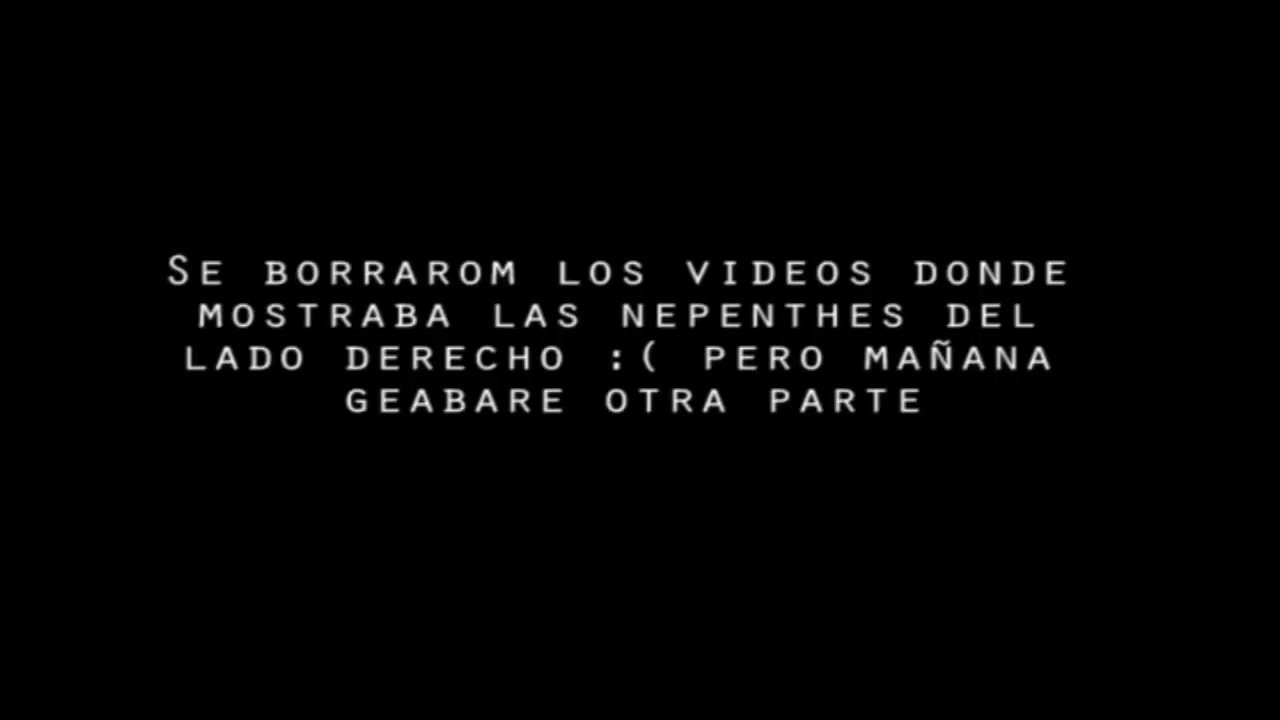 Se borrarom los videos donde
mostraba las nepenthes del
lado derecho :( pero mañana
geabare otra parte